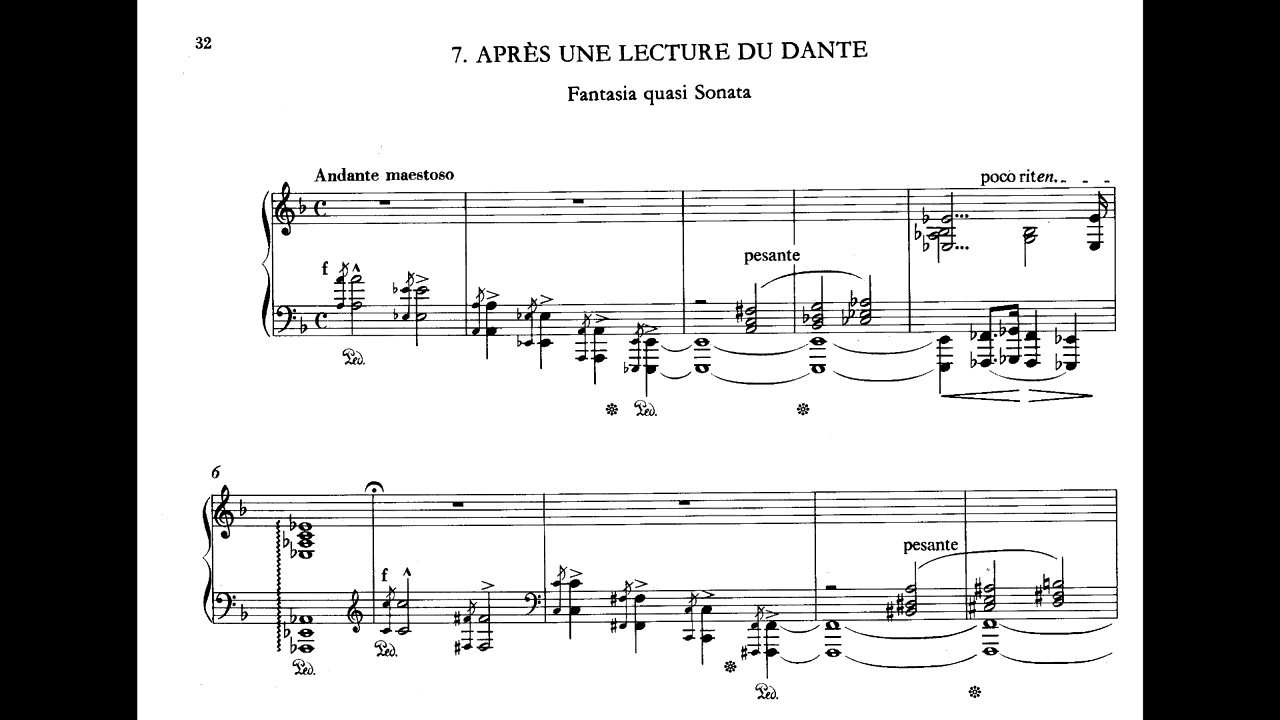 32
7. APRÈS UNE LECTURE DU DANTE
Fantasia quasi Sonata
Andante maestoso
poco riten.
f
pesante
Ped.
Ped.
6
pesante
f
Ped.
Ped.
Ped.